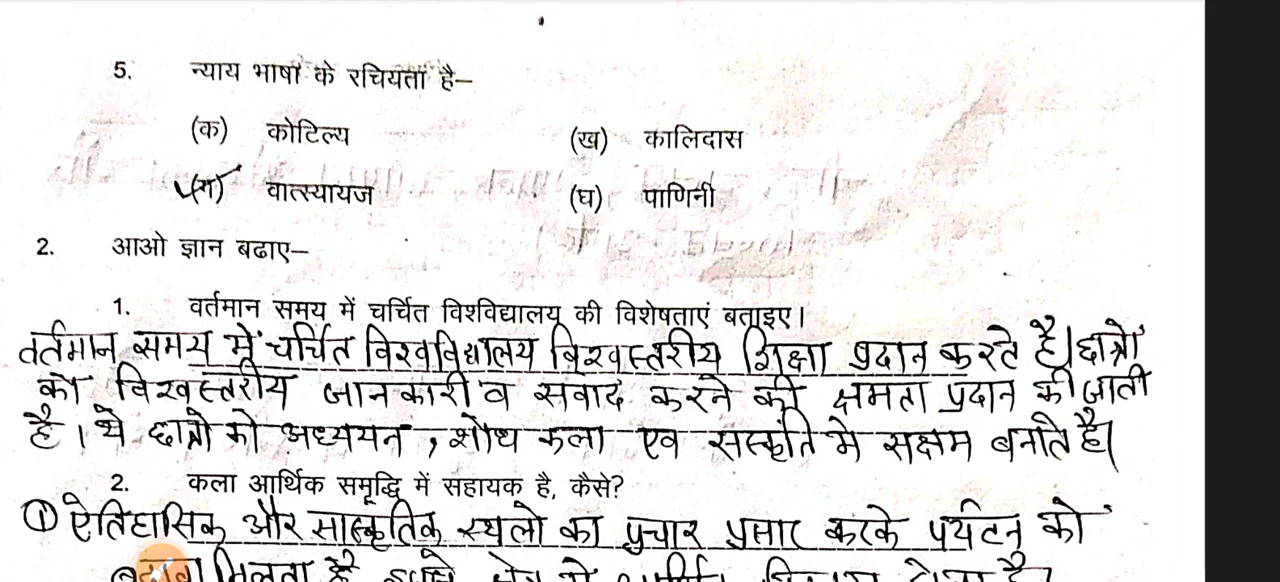 5. न्याय भाषा के रचियता है–
(क) कोटिल्य (ख) कालिदास
(ग) वात्स्यायज (घ) पाणिनी
2. आओ ज्ञान बढाए–
1. वर्तमान समय में चर्चित विश्वविद्यालय की विशेषताएं बताइए।
वर्तमान समय में चर्चित विश्वविद्यालय विश्वस्तरीय शिक्षा प्रदान करते है। छात्रों
को विश्वस्तरीय जानकारी व सवाद करने की क्षमता प्रदान की जाती
है। ये छात्रो को अध्ययन, शोध कला एव सस्कृति मे सक्षम बनाते है।
2. कला आर्थिक समृद्धि में सहायक है, कैसे?
① ऐतिहासिक और सास्कृतिक स्थलो का प्रचार प्रसार करके पर्यटन को
मिलता है